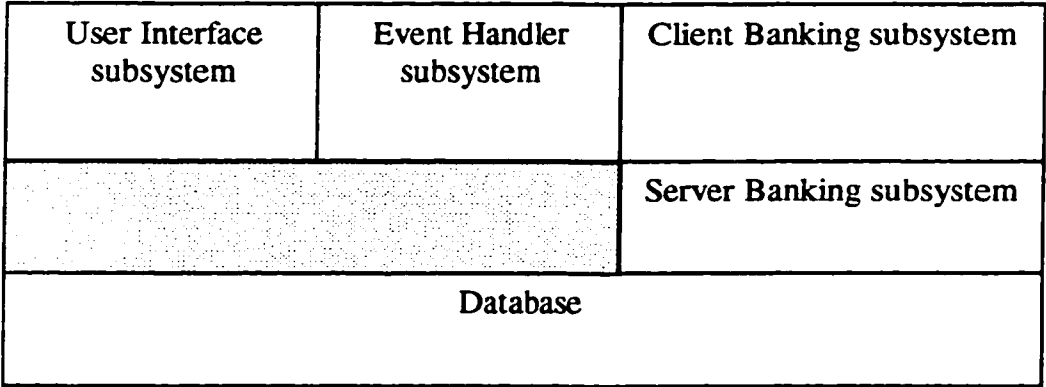 User Interface
subsystem
Event Handler
subsystem
Client Banking subsystem
Server Banking subsystem
Database